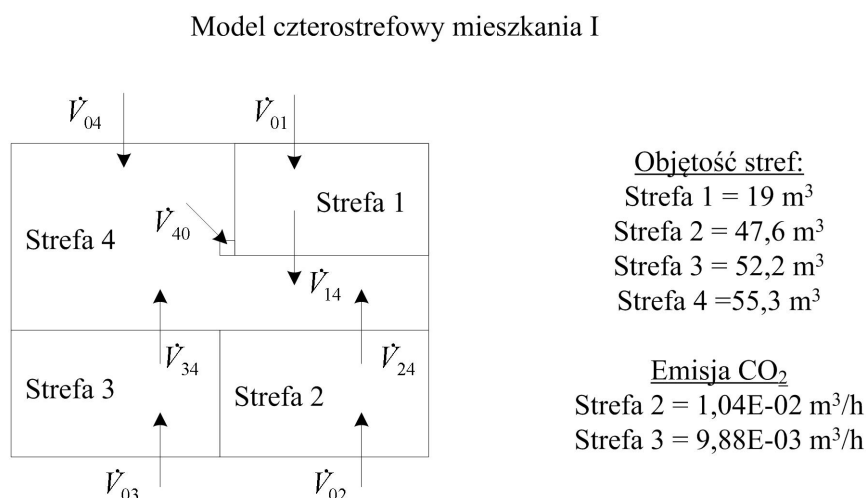 Model czterostrefowy mieszkania I
V̇04
V̇01
Strefa 1
V̇40
Strefa 4
V̇14
V̇34
V̇24
Strefa 3
Strefa 2
V̇03
V̇02
Objętość stref:
Strefa 1 = 19 m³
Strefa 2 = 47,6 m³
Strefa 3 = 52,2 m³
Strefa 4 =55,3 m³
Emisja CO₂
Strefa 2 = 1,04E-02 m³/h
Strefa 3 = 9,88E-03 m³/h